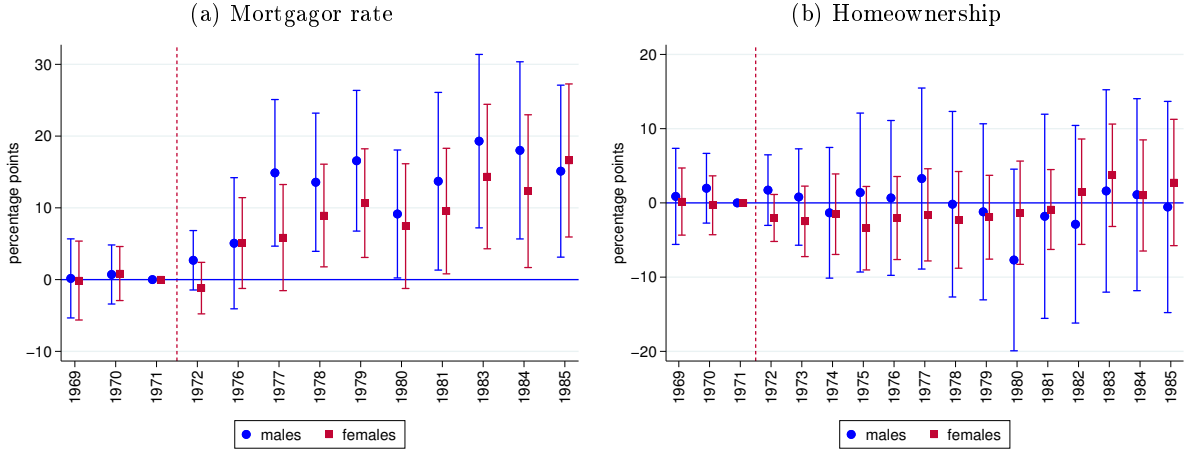 (a) Mortgagor rate
percentage points
30
20
10
0
−10
1969 1970 1971 1972 1976 1977 1978 1979 1980 1981 1983 1984 1985
males females
(b) Homeownership
percentage points
20
10
0
−10
−20
1969 1970 1971 1972 1973 1974 1975 1976 1977 1978 1979 1980 1981 1982 1983 1984 1985
males females